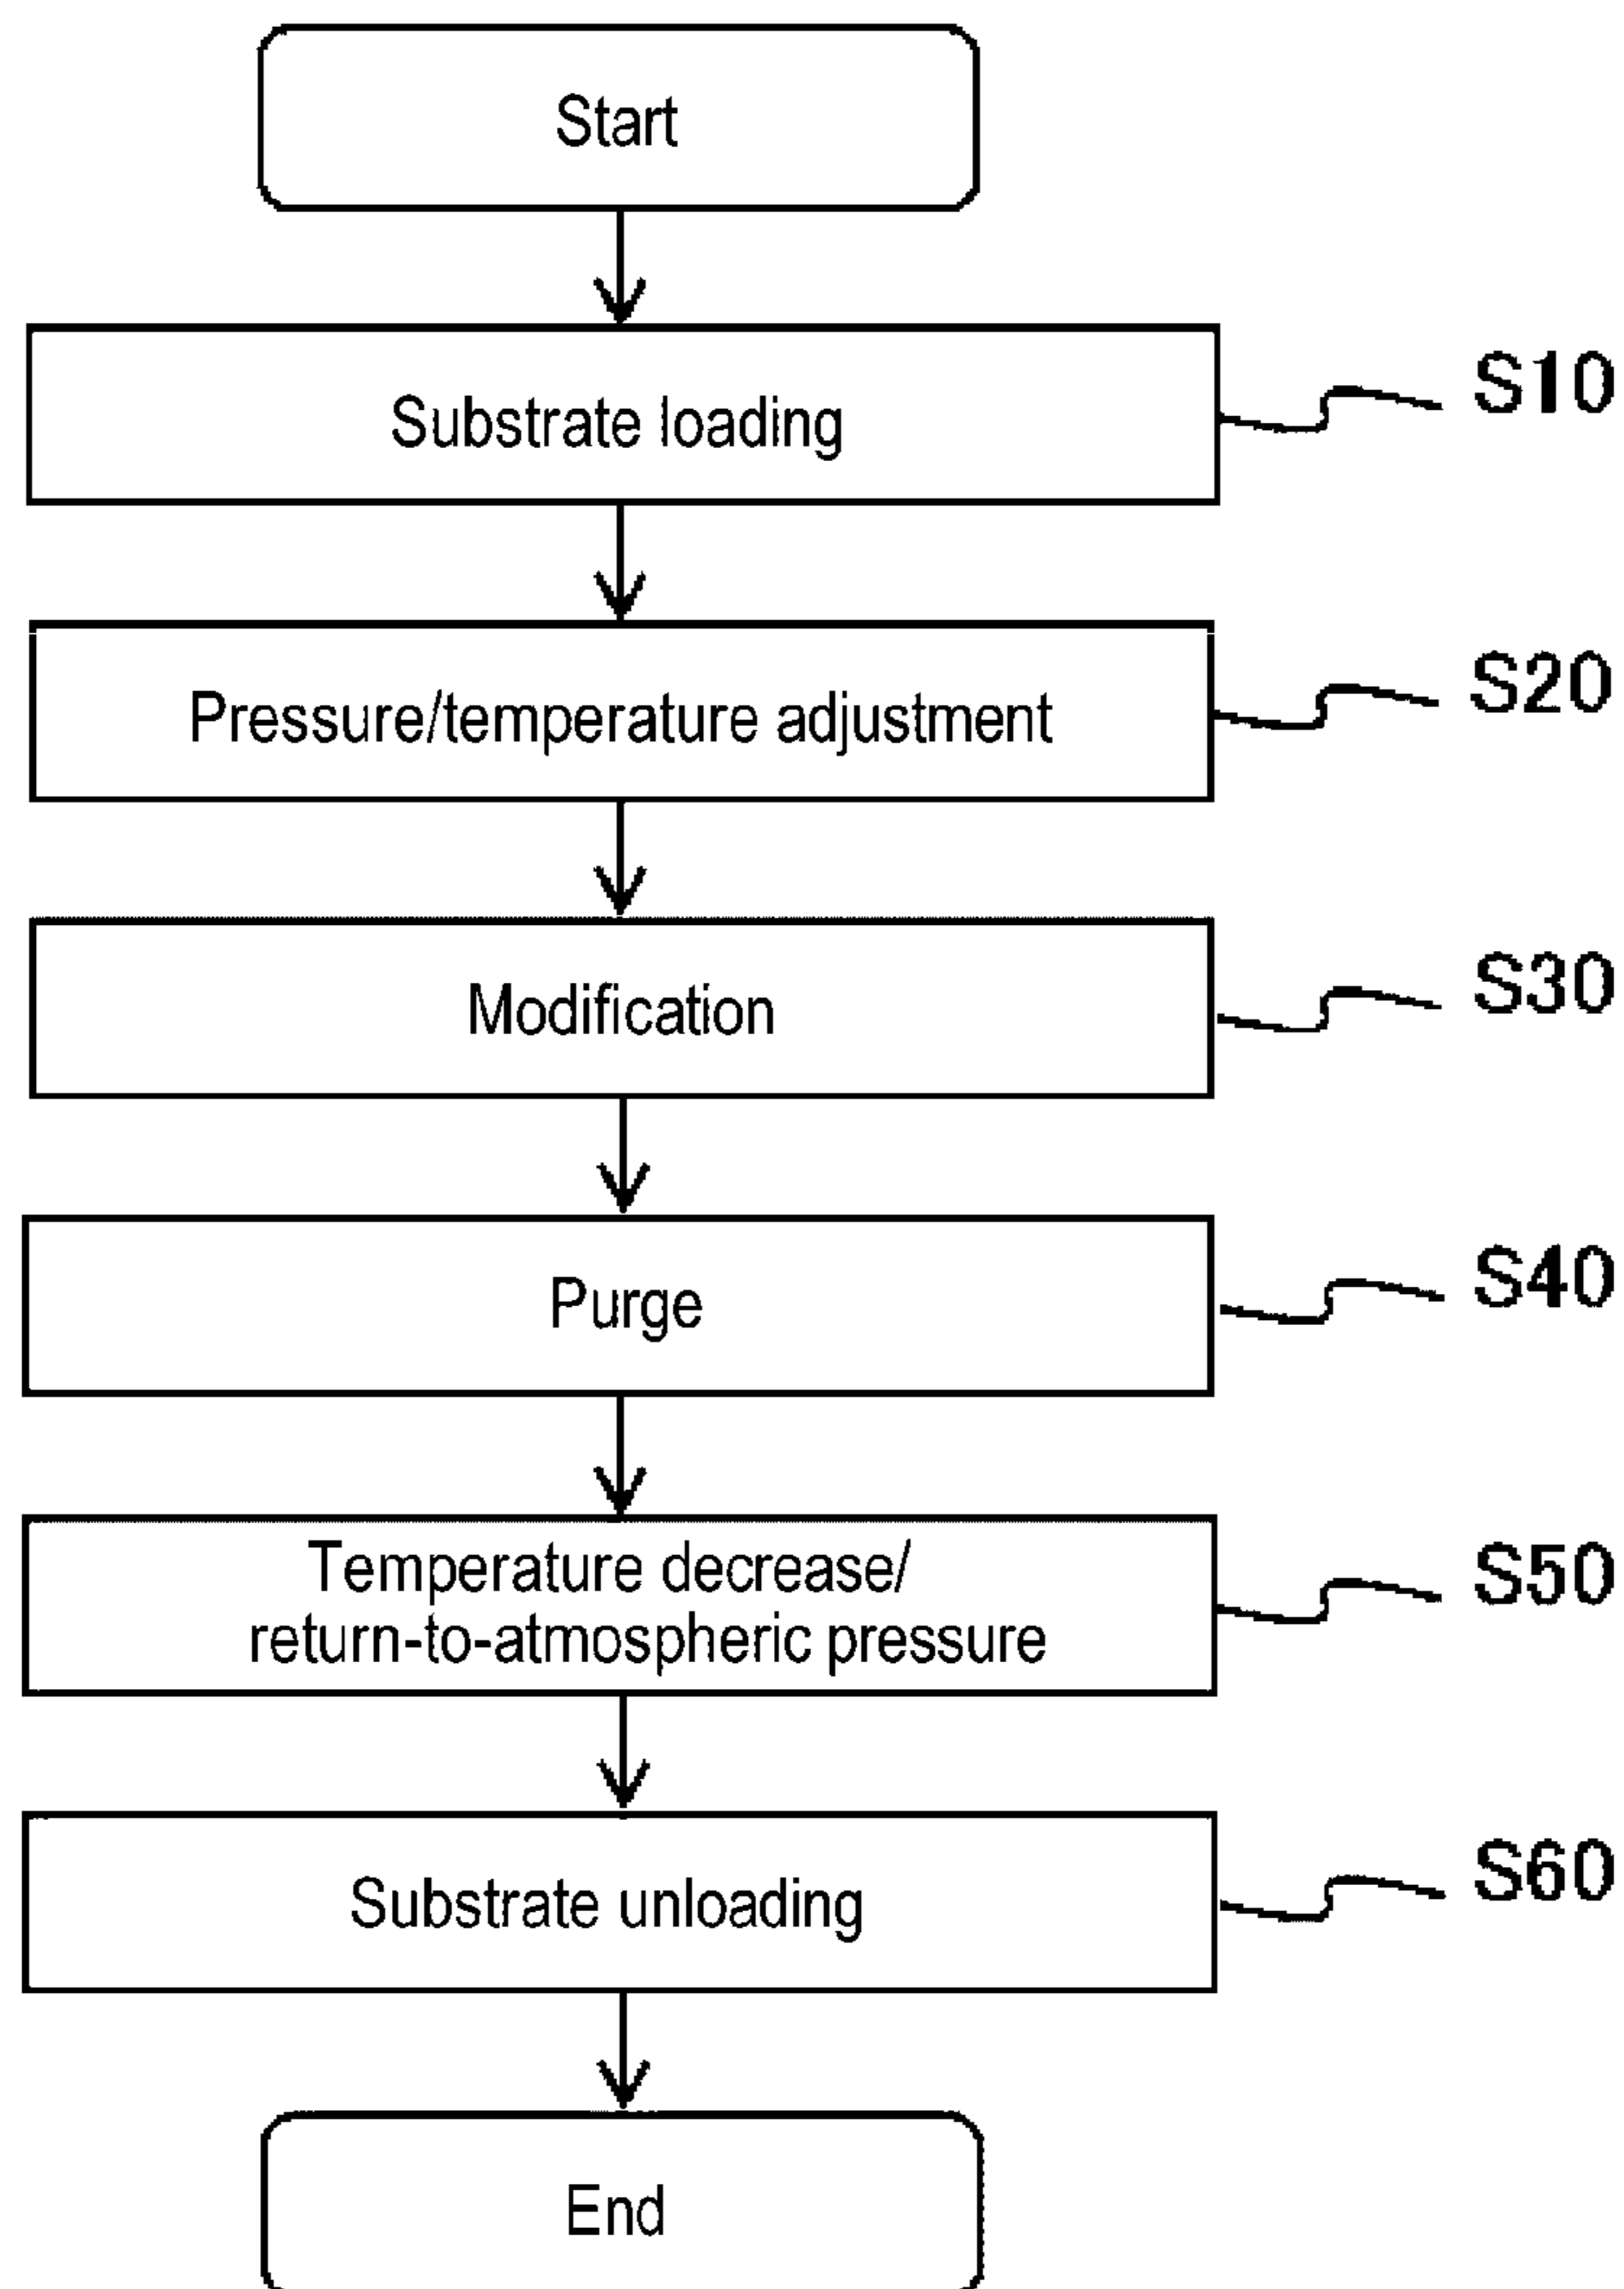 Start
Substrate loading
S10
Pressure/temperature adjustment
S20
Modification
S30
Purge
S40
Temperature decrease/
return-to-atmospheric pressure
S50
Substrate unloading
S60
End